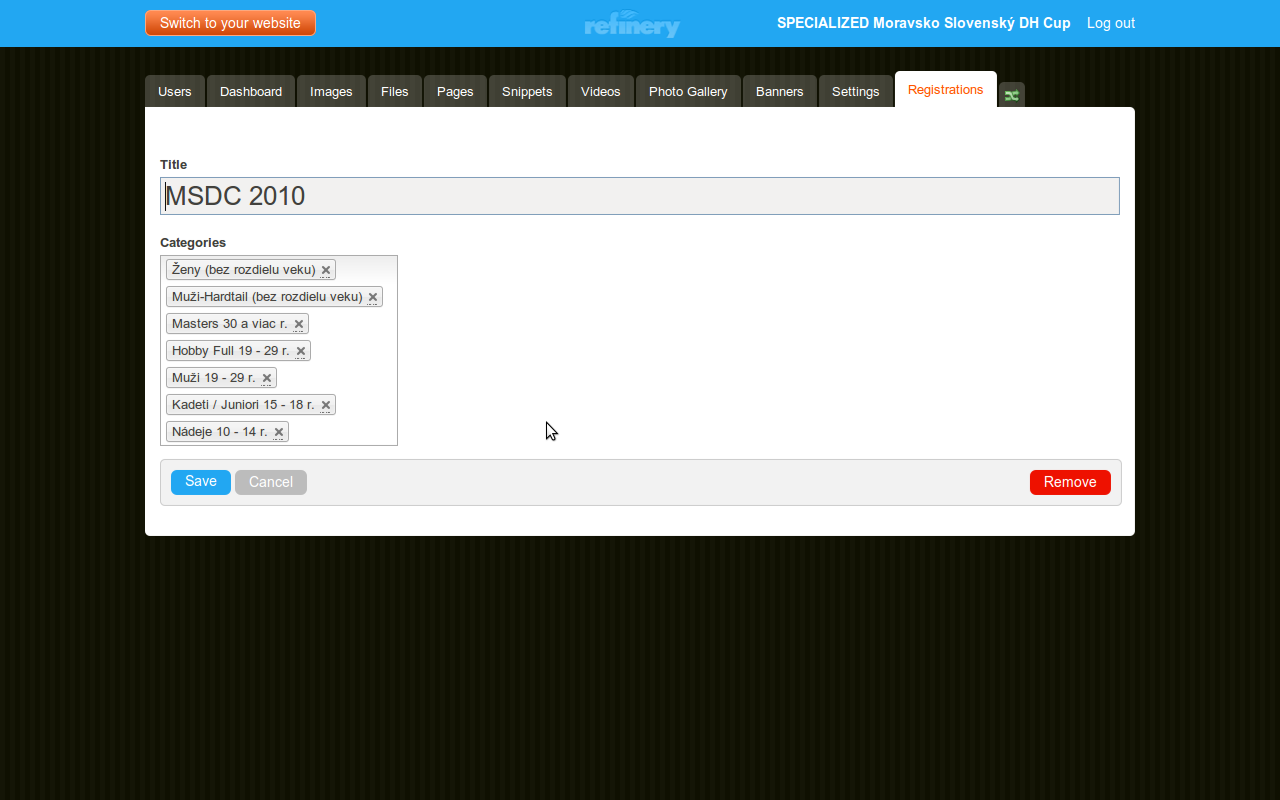 Switch to your website
refinery
SPECIALIZED Moravsko Slovenský DH Cup Log out
Users Dashboard Images Files Pages Snippets Videos Photo Gallery Banners Settings Registrations
Title
MSDC 2010
Categories
Ženy (bez rozdielu veku)
Muži-Hardtail (bez rozdielu veku)
Masters 30 a viac r.
Hobby Full 19 - 29 r.
Muži 19 - 29 r.
Kadeti / Juniori 15 - 18 r.
Nádeje 10 - 14 r.
Save Cancel Remove